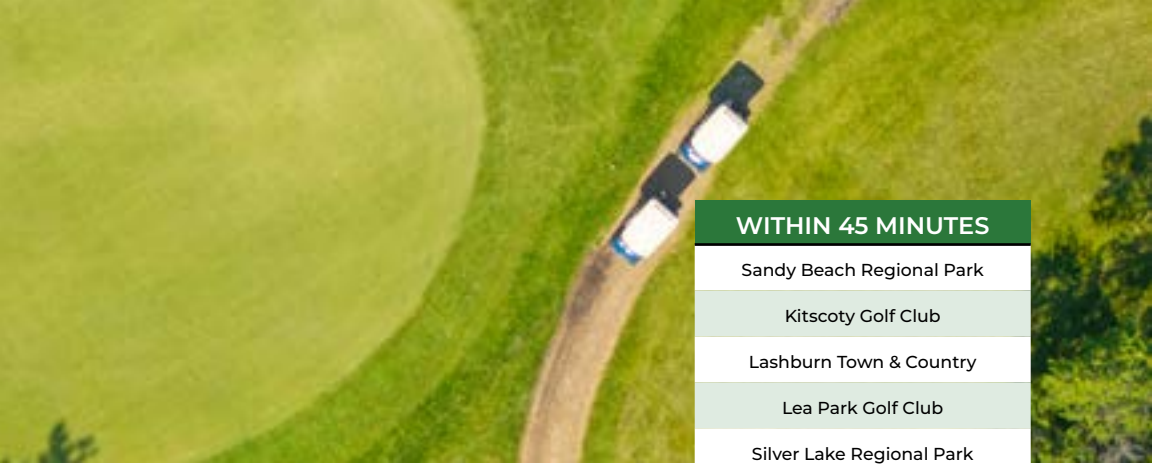 WITHIN 45 MINUTES
Sandy Beach Regional Park
Kitscoty Golf Club
Lashburn Town & Country
Lea Park Golf Club
Silver Lake Regional Park